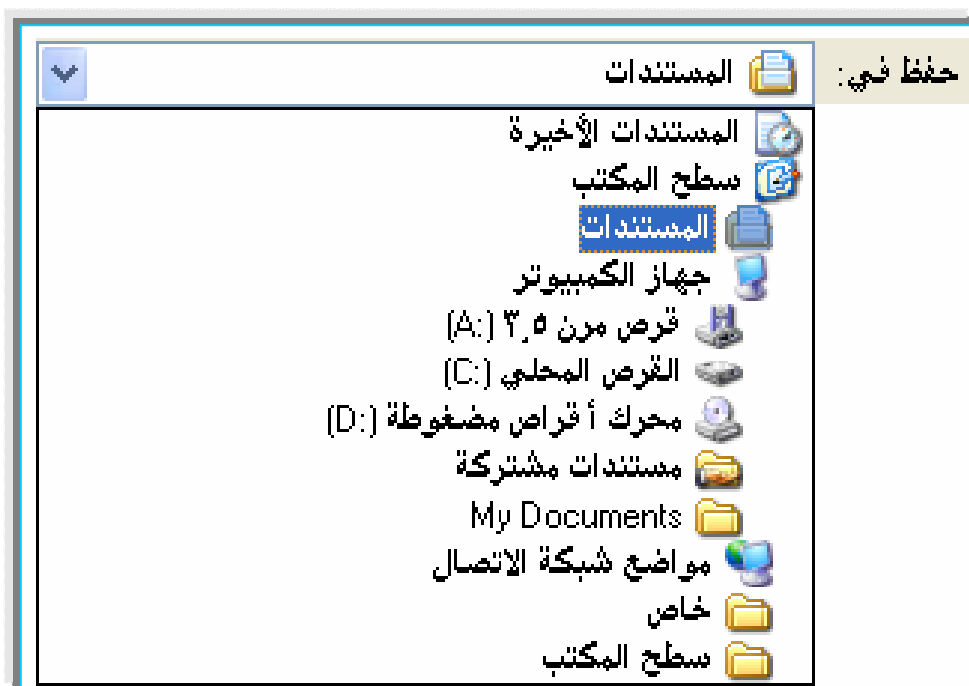 حفظ في: المستندات
المستندات الأخيرة
سطح المكتب
المستندات
جهاز الكمبيوتر
قرص مرن ٣,٥ (A:)
القرص المحلي (C:)
محرك أقراص مضغوطة (D:)
مستندات مشتركة
My Documents
مواضع شبكة الاتصال
خاص
سطح المكتب